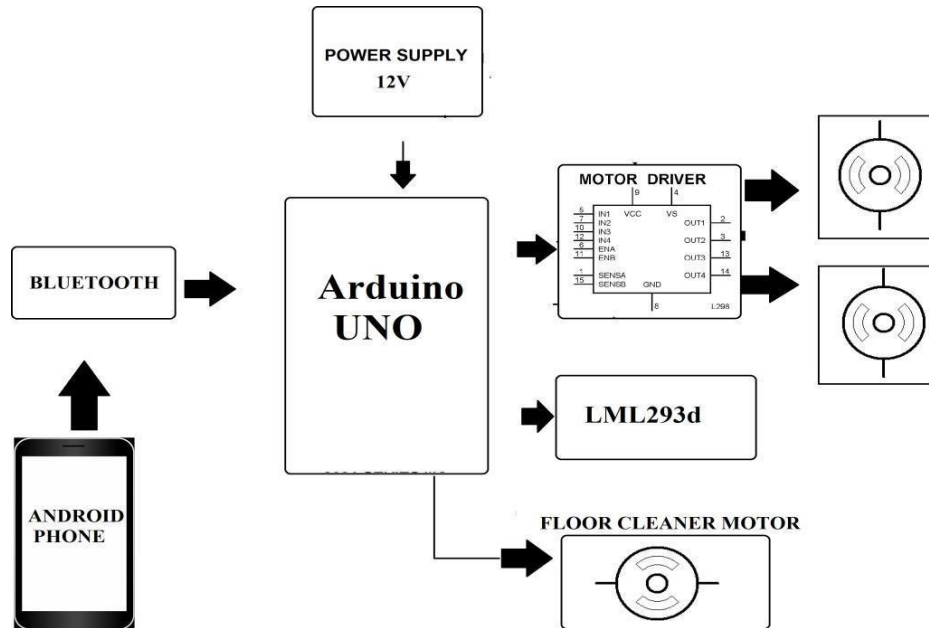 POWER SUPPLY
12V
MOTOR DRIVER
9
4
5
IN1
VCC
VS
7
IN2
OUT1
2
10
IN3
12
IN4
OUT2
3
6
ENA
11
ENB
OUT3
13
1
SENSA
OUT4
14
15
SENSB
GND
8
L298
BLUETOOTH
Arduino
UNO
LML293d
ANDROID
PHONE
FLOOR CLEANER MOTOR